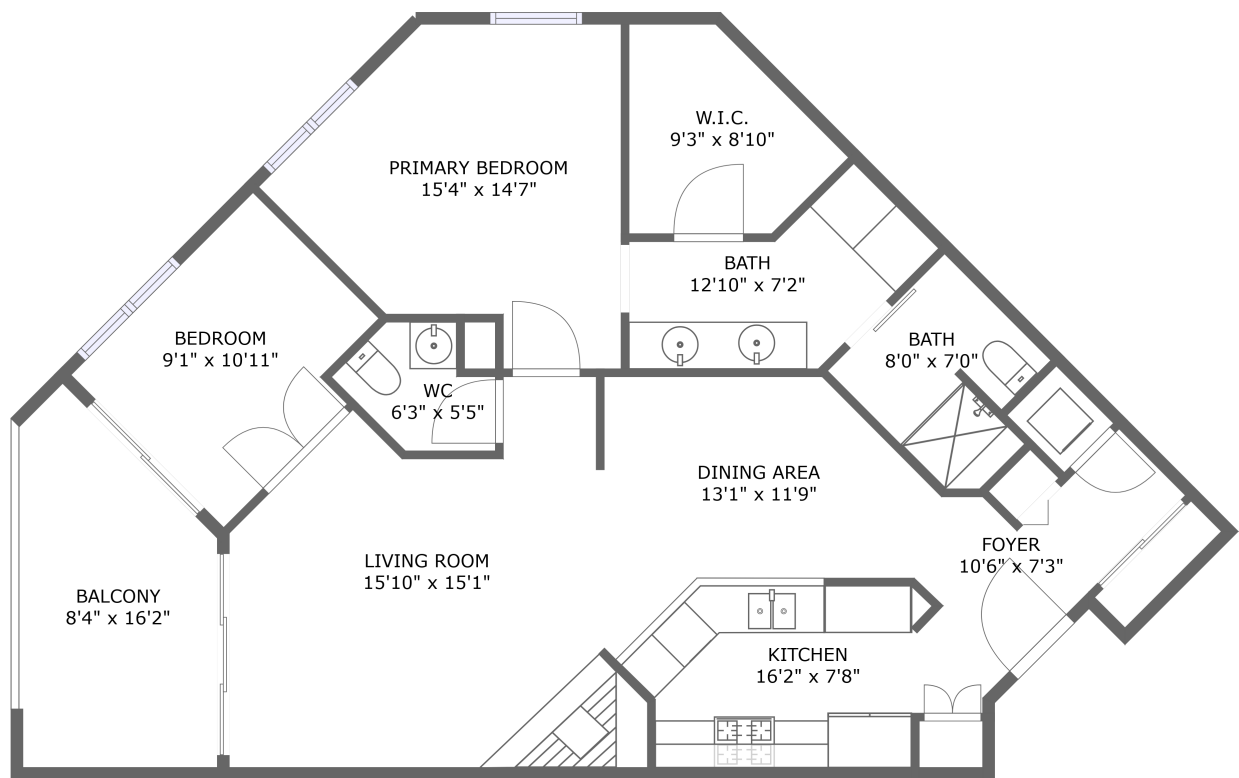 W.I.C.
9'3" x 8'10"
PRIMARY BEDROOM
15'4" x 14'7"
BATH
12'10" x 7'2"
BEDROOM
9'1" x 10'11"
BATH
8'0" x 7'0"
WC
6'3" x 5'5"
DINING AREA
13'1" x 11'9"
LIVING ROOM
15'10" x 15'1"
FOYER
10'6" x 7'3"
BALCONY
8'4" x 16'2"
KITCHEN
16'2" x 7'8"